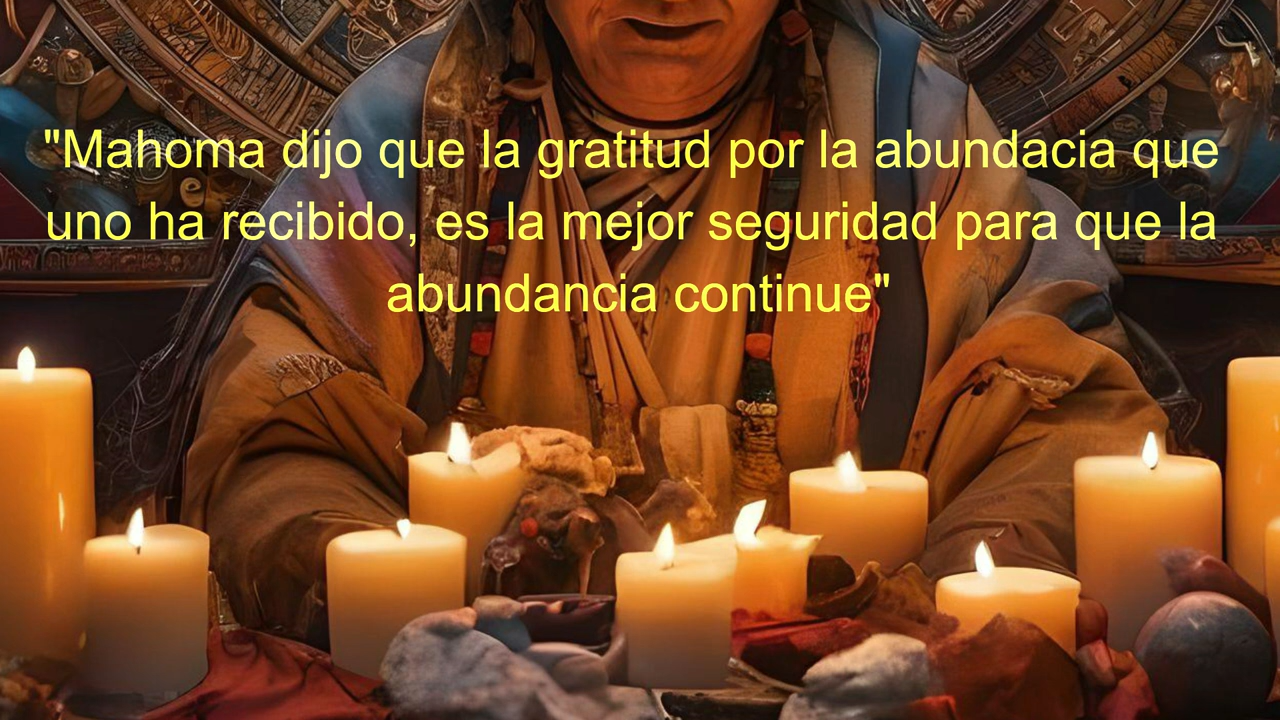 "Mahoma dijo que la gratitud por la abundacia que
uno ha recibido, es la mejor seguridad para que la
abundancia continue"